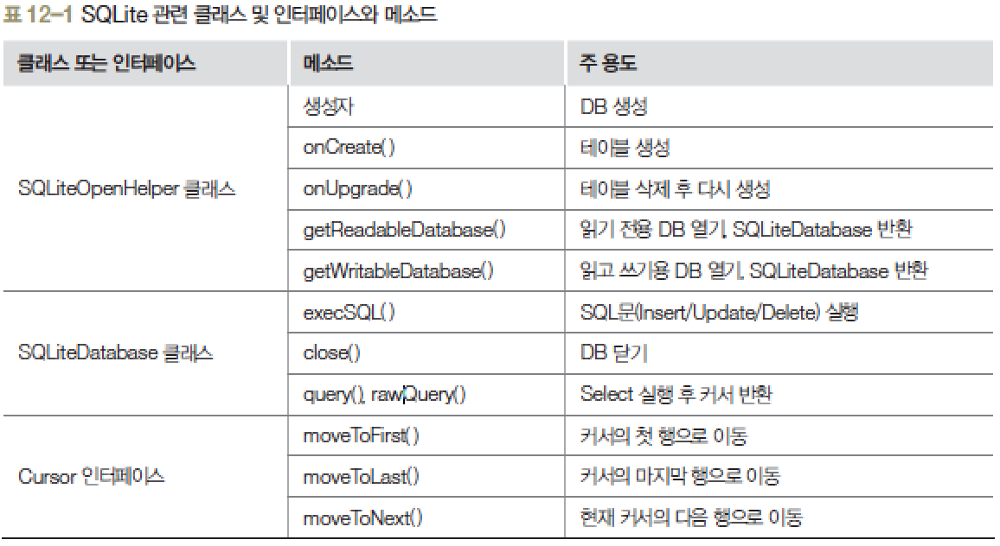 표 12-1 SQLite 관련 클래스 및 인터페이스와 메소드
클래스 또는 인터페이스 메소드 주 용도
SQLiteOpenHelper 클래스
생성자 DB 생성
onCreate() 테이블 생성
onUpgrade() 테이블 삭제 후 다시 생성
getReadableDatabase() 읽기 전용 DB 열기, SQLiteDatabase 반환
getWritableDatabase() 읽고 쓰기용 DB 열기, SQLiteDatabase 반환
SQLiteDatabase 클래스
execSQL() SQL문(Insert/Update/Delete) 실행
close() DB 닫기
query(), rawQuery() Select 실행 후 커서 반환
Cursor 인터페이스
moveToFirst() 커서의 첫 행으로 이동
moveToLast() 커서의 마지막 행으로 이동
moveToNext() 현재 커서의 다음 행으로 이동